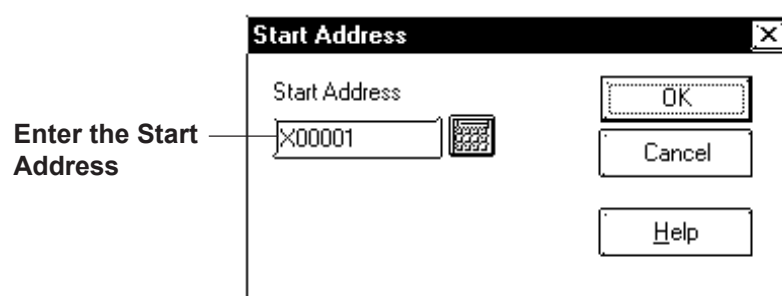 Start Address
Start Address
OK
Enter the Start
Address
X00001
Cancel
Help